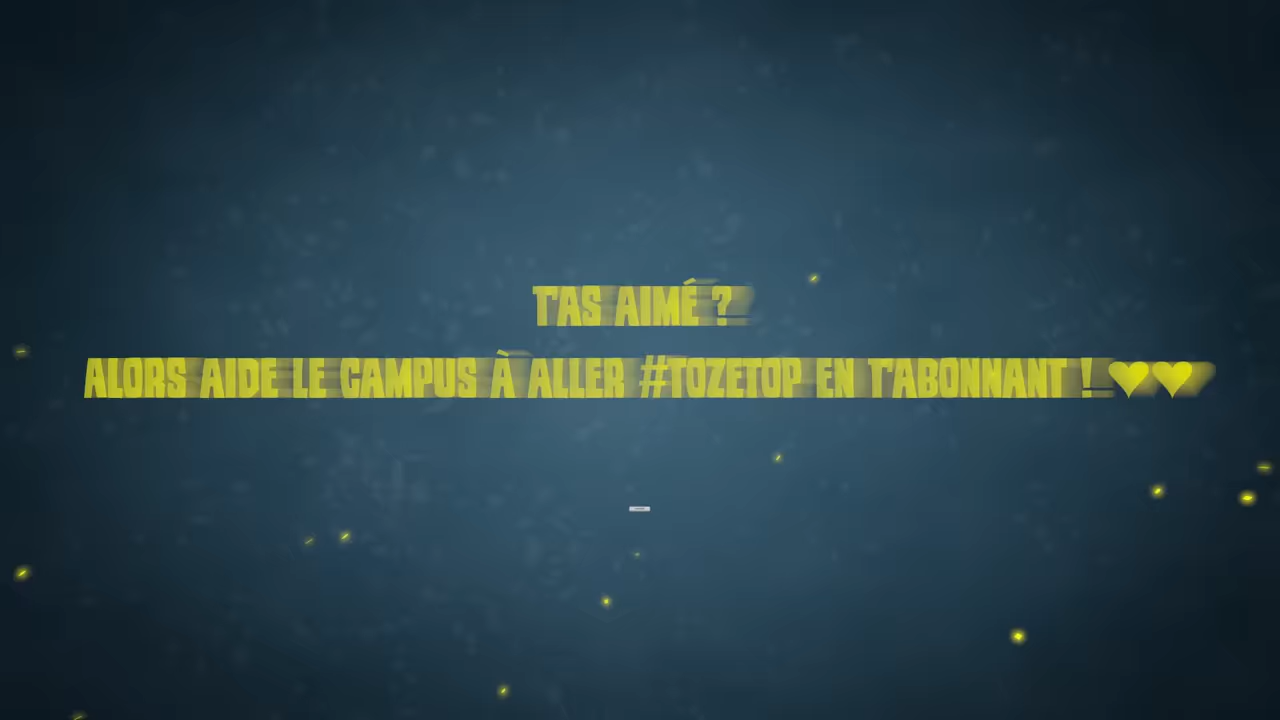 T'AS AIMÉ ?
ALORS AIDE LE CAMPUS À ALLER #TOZETOP EN T'ABONNANT ! ♥♥